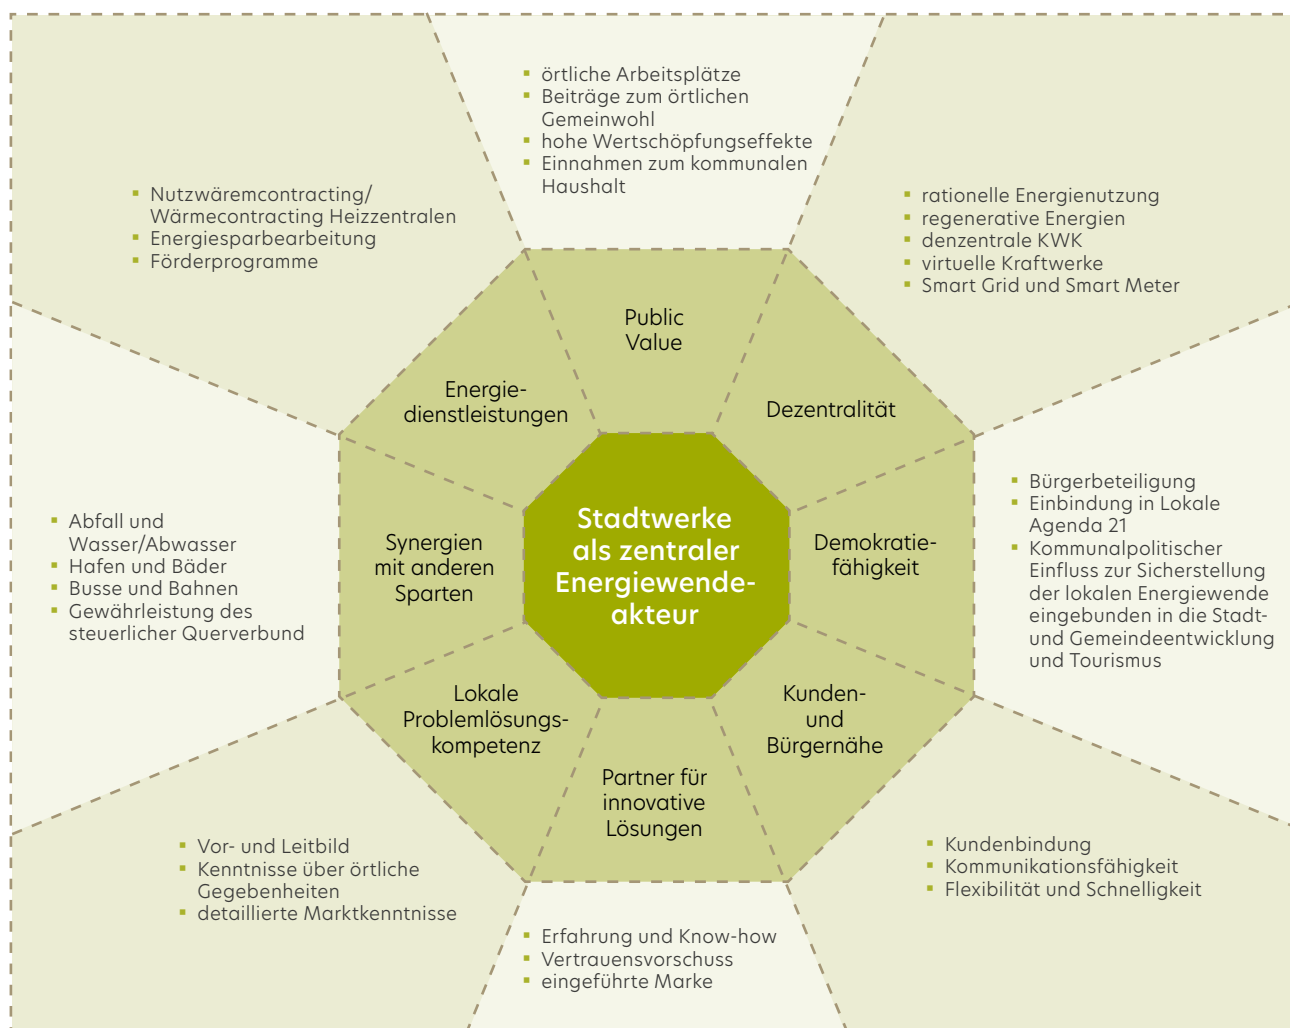 örtliche Arbeitsplätze
Beiträge zum örtlichen
Gemeinwohl
hohe Wertschöpfungseffekte
Einnahmen zum kommunalen
Haushalt
Nutzwäremcontracting/
Wärmecontracting Heizzentralen
Energiesparbearbeitung
Förderprogramme
rationelle Energienutzung
regenerative Energien
denzentrale KWK
virtuelle Kraftwerke
Smart Grid und Smart Meter
Public
Value
Energie-
dienstleistungen
Dezentralität
Abfall und
Wasser/Abwasser
Hafen und Bäder
Busse und Bahnen
Gewährleistung des
steuerlicher Querverbund
Synergien
mit anderen
Sparten
Stadtwerke
als zentraler
Energiewende-
akteur
Demokratie-
fähigkeit
Bürgerbeteiligung
Einbindung in Lokale
Agenda 21
Kommunalpolitischer
Einfluss zur Sicherstellung
der lokalen Energiewende
eingebunden in die Stadt-
und Gemeindeentwicklung
und Tourismus
Lokale
Problemlösungs-
kompetenz
Partner für
innovative
Lösungen
Kunden-
und
Bürgernähe
Vor- und Leitbild
Kenntnisse über örtliche
Gegebenheiten
detaillierte Marktkenntnisse
Erfahrung und Know-how
Vertrauensvorschuss
eingeführte Marke
Kundenbindung
Kommunikationsfähigkeit
Flexibilität und Schnelligkeit